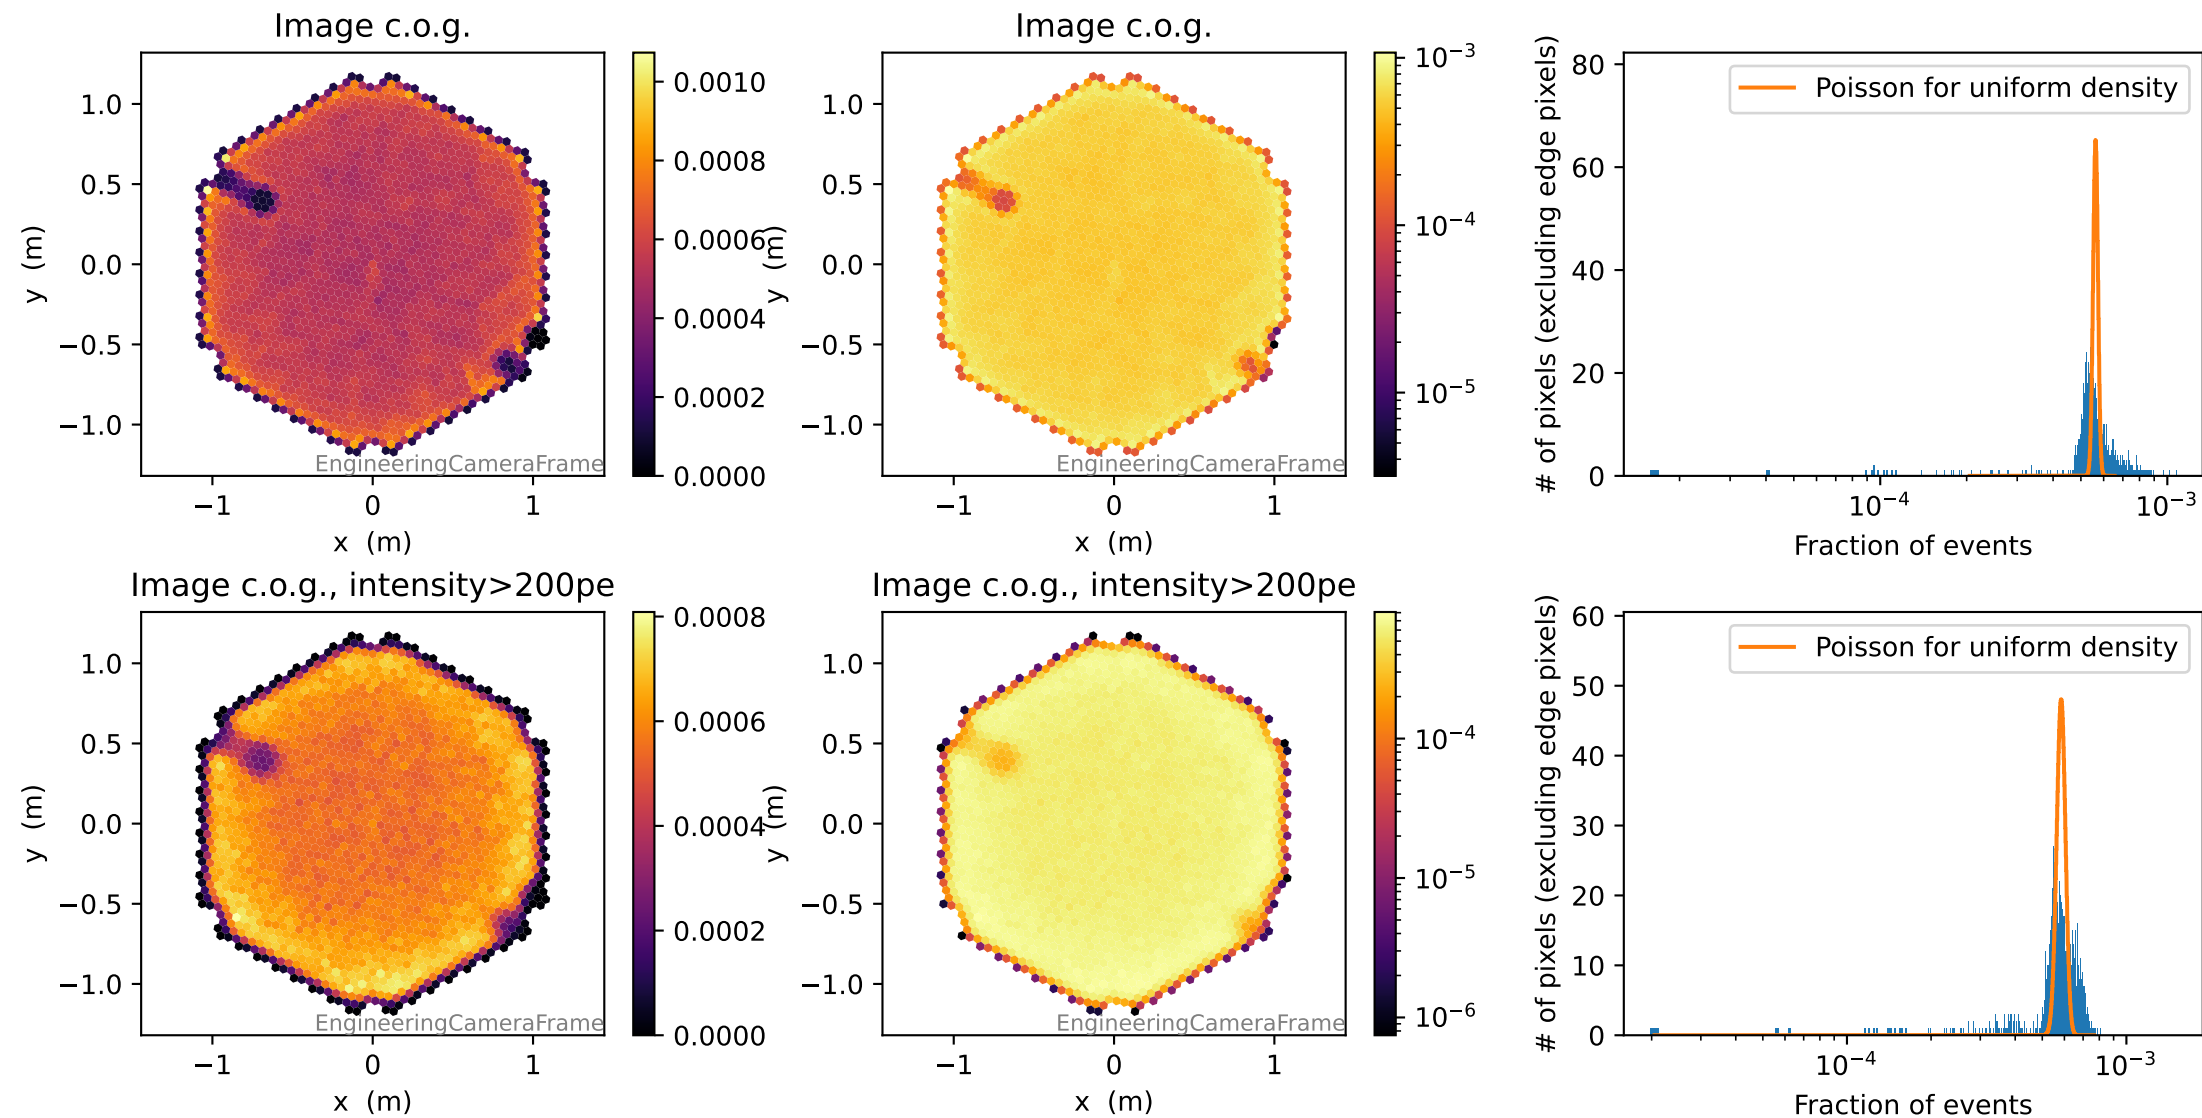 Image c.o.g.
1.0
0.5
0.0
−0.5
−1.0
y (m)
−1
0
1
x (m)
EngineeringCameraFrame
0.0010
0.0008
0.0006
0.0004
0.0002
0.0000
Image c.o.g.
1.0
0.5
0.0
−0.5
−1.0
y (m)
−1
0
1
x (m)
EngineeringCameraFrame
10⁻³
10⁻⁴
10⁻⁵
Poisson for uniform density
80
60
40
20
0
# of pixels (excluding edge pixels)
10⁻⁴
10⁻³
Fraction of events
Image c.o.g., intensity>200pe
1.0
0.5
0.0
−0.5
−1.0
y (m)
−1
0
1
x (m)
EngineeringCameraFrame
0.0008
0.0006
0.0004
0.0002
0.0000
Image c.o.g., intensity>200pe
1.0
0.5
0.0
−0.5
−1.0
y (m)
−1
0
1
x (m)
EngineeringCameraFrame
10⁻⁴
10⁻⁵
10⁻⁶
Poisson for uniform density
60
50
40
30
20
10
0
# of pixels (excluding edge pixels)
10⁻⁴
10⁻³
Fraction of events